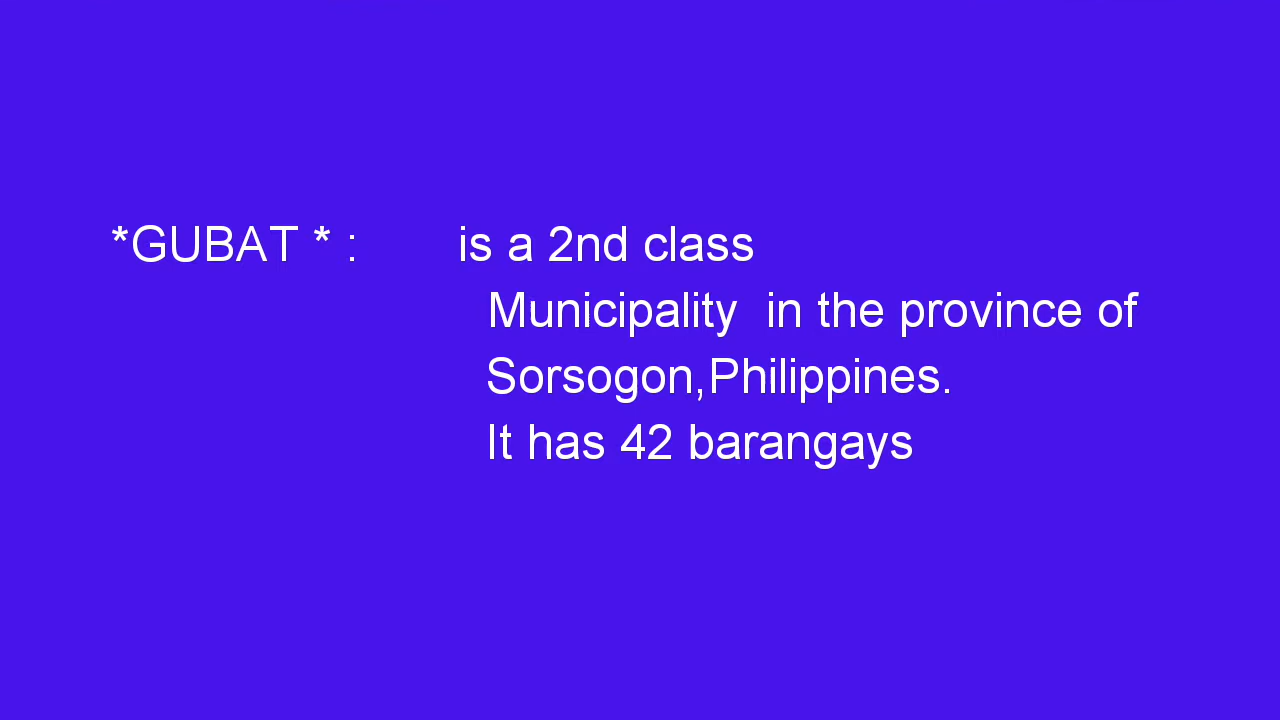 *GUBAT * : is a 2nd class
Municipality in the province of
Sorsogon,Philippines.
It has 42 barangays